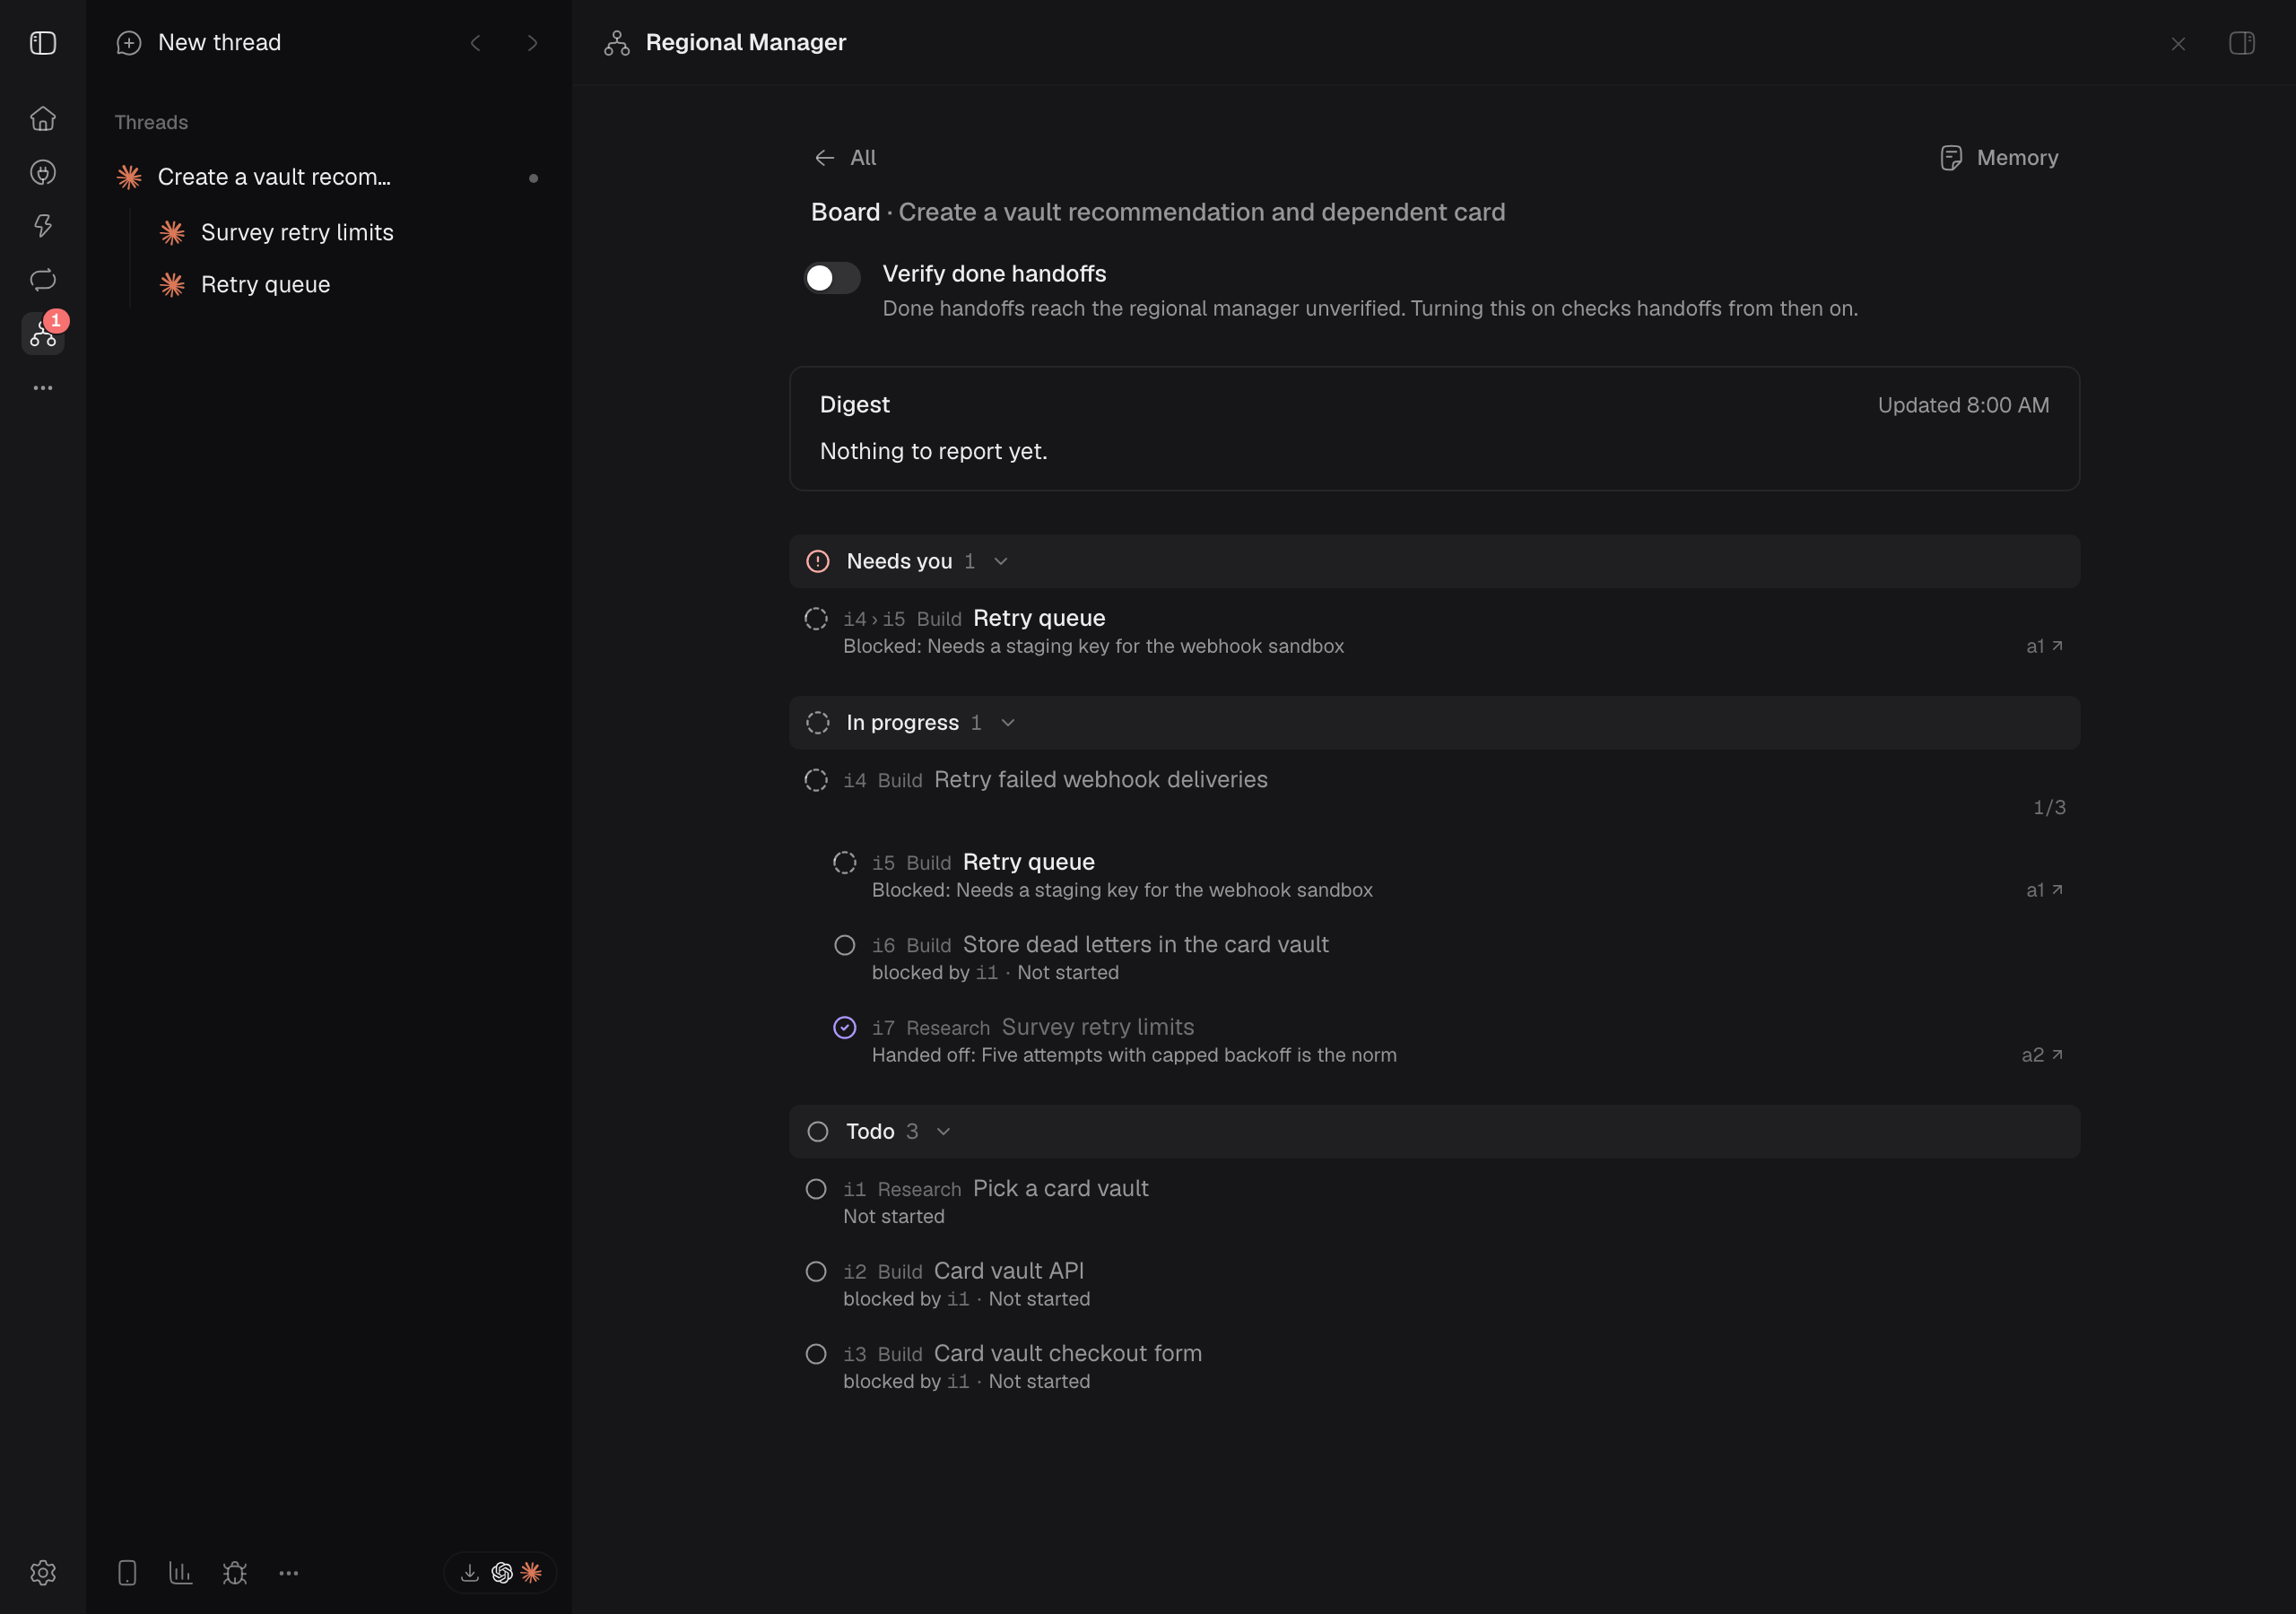 New thread
Threads
Create a vault recom...
Survey retry limits
Retry queue
1
Regional Manager
All
Memory
Board · Create a vault recommendation and dependent card
Verify done handoffs
Done handoffs reach the regional manager unverified. Turning this on checks handoffs from then on.
Digest
Updated 8:00 AM
Nothing to report yet.
Needs you 1
i4 › i5 Build Retry queue
Blocked: Needs a staging key for the webhook sandbox
a1
In progress 1
i4 Build Retry failed webhook deliveries
1/3
i5 Build Retry queue
Blocked: Needs a staging key for the webhook sandbox
a1
i6 Build Store dead letters in the card vault
blocked by i1 · Not started
i7 Research Survey retry limits
Handed off: Five attempts with capped backoff is the norm
a2
Todo 3
i1 Research Pick a card vault
Not started
i2 Build Card vault API
blocked by i1 · Not started
i3 Build Card vault checkout form
blocked by i1 · Not started